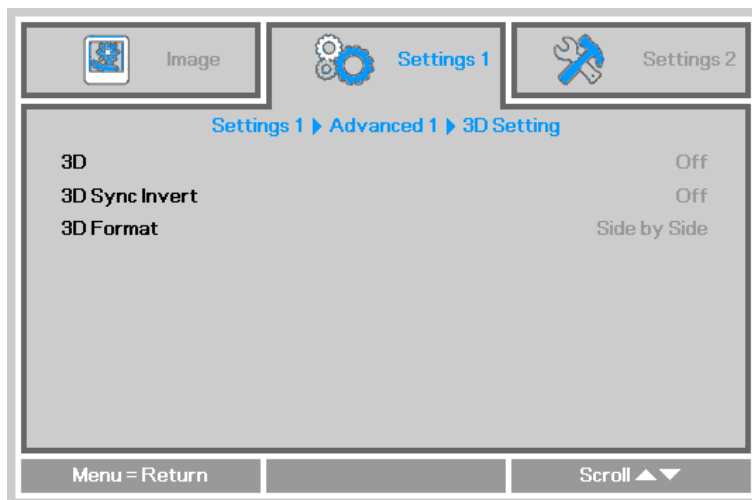 Image
Settings 1
Settings 2
Settings 1 ▶ Advanced 1 ▶ 3D Setting
3D Off
3D Sync Invert Off
3D Format Side by Side
Menu = Return
Scroll ▲▼